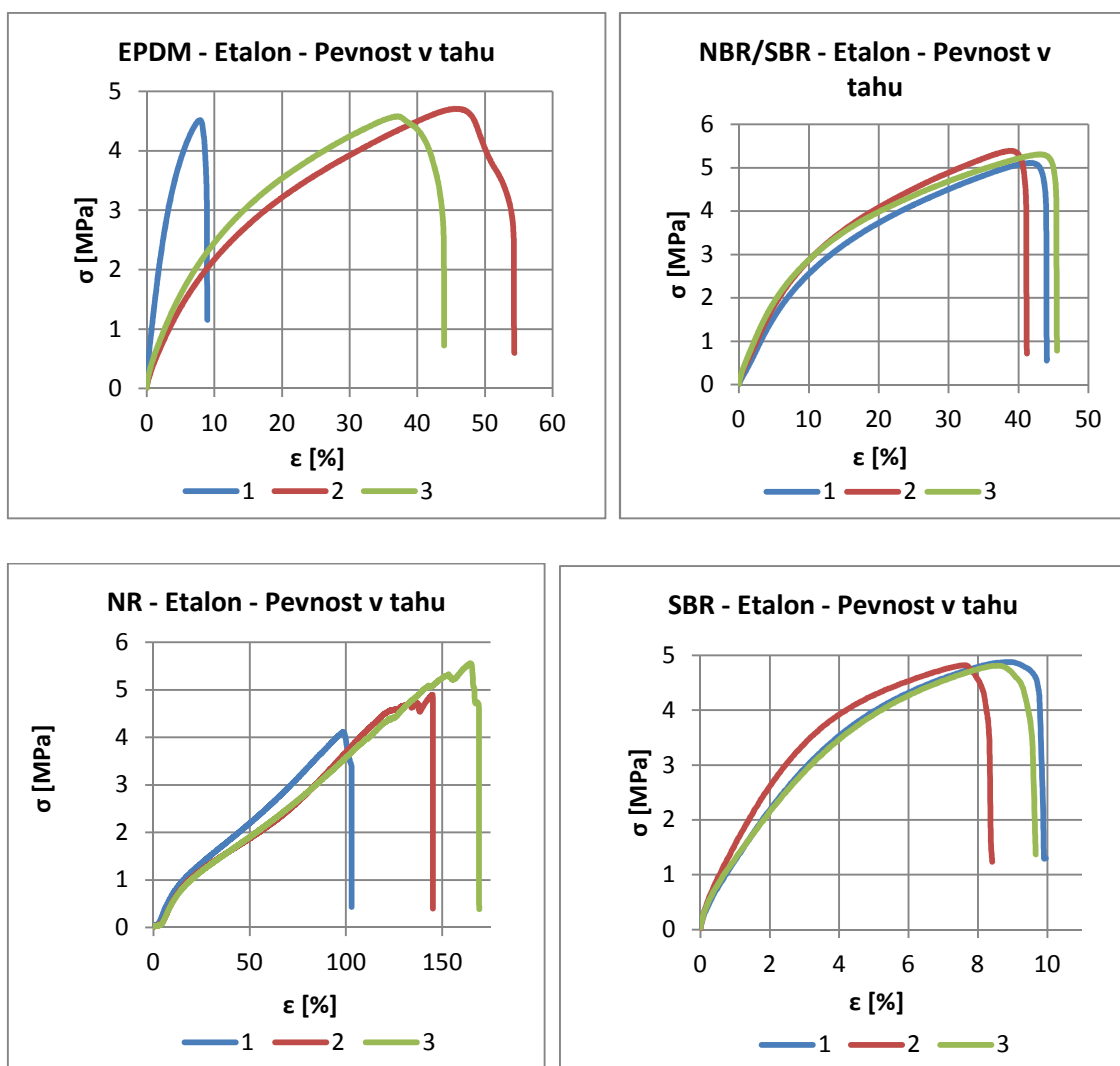 EPDM - Etalon - Pevnost v tahu
5
4
3
2
1
0
σ [MPa]
0 10 20 30 40 50 60
ε [%]
1 2 3
NBR/SBR - Etalon - Pevnost v
tahu
6
5
4
3
2
1
0
σ [MPa]
0 10 20 30 40 50
ε [%]
1 2 3
NR - Etalon - Pevnost v tahu
6
5
4
3
2
1
0
σ [MPa]
0 50 100 150
ε [%]
1 2 3
SBR - Etalon - Pevnost v tahu
5
4
3
2
1
0
σ [MPa]
0 2 4 6 8 10
ε [%]
1 2 3